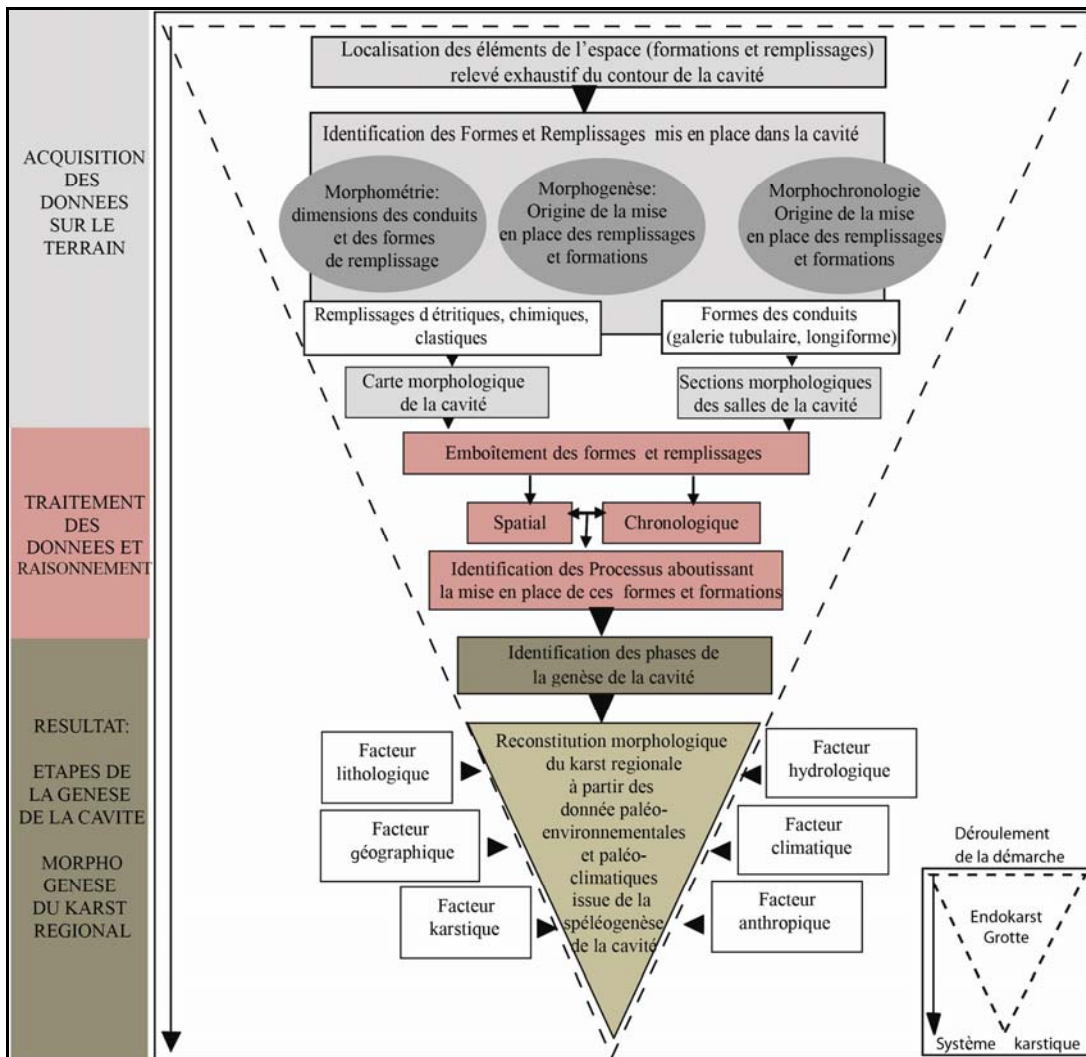 ACQUISITION
DES
DONNEES
SUR LE
TERRAIN
Localisation des éléments de l'espace (formations et remplissages)
relevé exhaustif du contour de la cavité
Identification des Formes et Remplissages mis en place dans la cavité
Morphométrie:
dimensions des conduits
et des formes
de remplissage
Morphogenèse:
Origine de la mise
en place des remplissages
et formations
Morphochronologie
Origine de la mise
en place des remplissages
et formations
Remplissages d étritiques, chimiques,
clastiques
Formes des conduits
(galerie tubulaire, longiforme)
Carte morphologique
de la cavité
Sections morphologiques
des salles de la cavité
TRAITEMENT
DES
DONNEES ET
RAISONNEMENT
Emboîtement des formes et remplissages
Spatial
Chronologique
Identification des Processus aboutissant
la mise en place de ces formes et formations
RESULTAT:
ETAPES DE
LA GENESE
DE LA CAVITE
MORPHO
GENESE
DU KARST
REGIONAL
Identification des phases de
la genèse de la cavité
Reconstitution morphologique
du karst regionale
à partir des
donnée paléo-
environnementales
et paléo-
climatiques
issue de la
spéléogenèse
de la cavité
Facteur
lithologique
Facteur
géographique
Facteur
karstique
Facteur
hydrologique
Facteur
climatique
Facteur
anthropique
Déroulement
de la démarche
Endokarst
Grotte
Système karstique